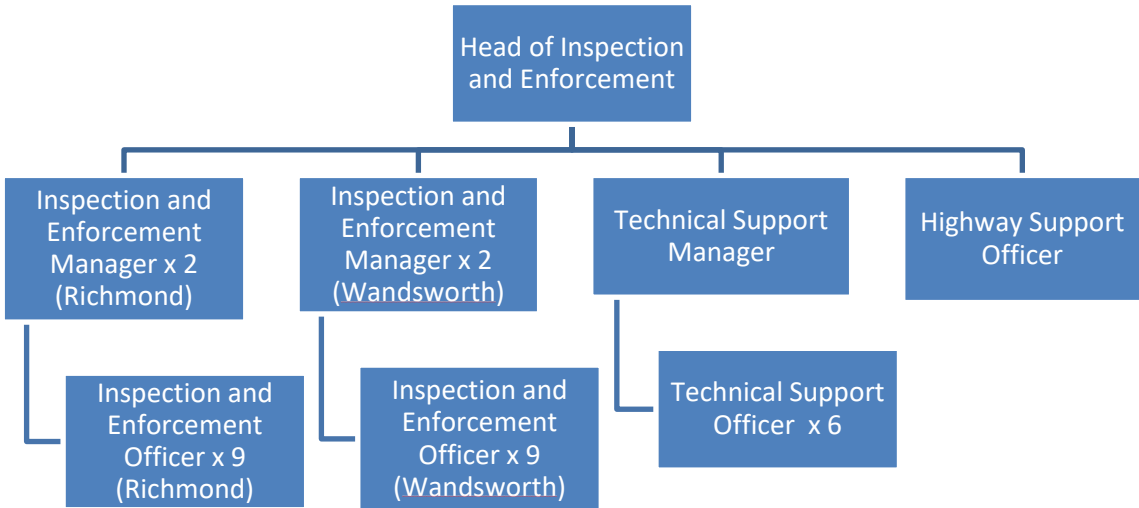 Head of Inspection
and Enforcement
Inspection and
Enforcement
Manager x 2
(Richmond)
Inspection and
Enforcement
Manager x 2
(Wandsworth)
Technical Support
Manager
Highway Support
Officer
Inspection and
Enforcement
Officer x 9
(Richmond)
Inspection and
Enforcement
Officer x 9
(Wandsworth)
Technical Support
Officer  x 6